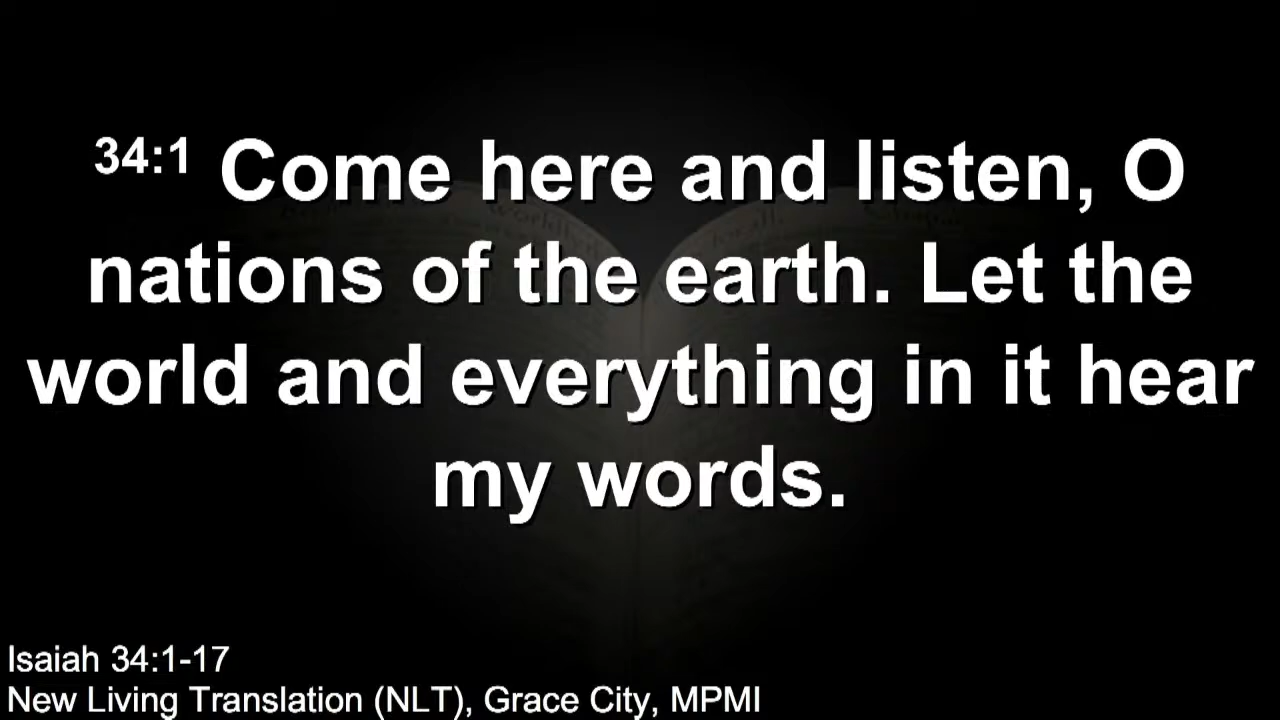 34:1 Come here and listen, O
nations of the earth. Let the
world and everything in it hear
my words.
Isaiah 34:1-17
New Living Translation (NLT), Grace City, MPMI